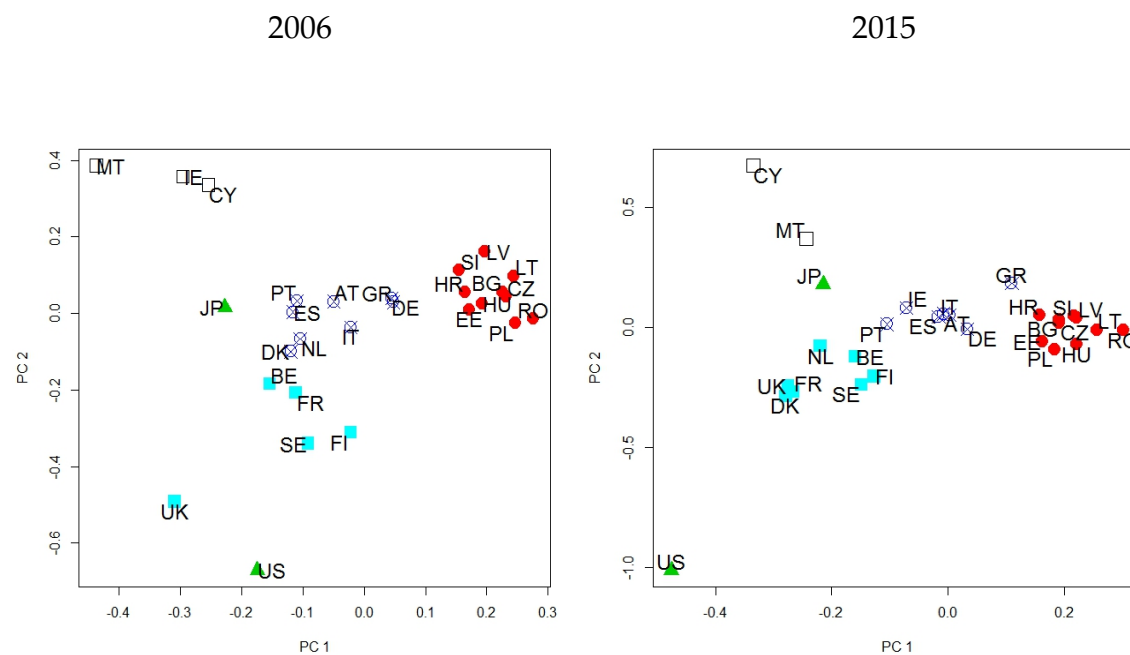 2006
2015
PC 2
0.4
0.2
0.0
-0.2
-0.4
-0.6
MT
IE
CY
JP
PT
ES
AT
GR
DE
IT
NL
DK
BE
FR
SE
FI
UK
US
SI
LV
HR
BG
LT
CZ
HU
EE
RO
PL
-0.4
-0.3
-0.2
-0.1
0.0
0.1
0.2
0.3
PC 1
PC 2
0.5
0.0
-0.5
-1.0
CY
MT
JP
GR
IE
IT
PT
ES
AT
DE
HR
SI
LV
LT
BG
CZ
EE
HU
PL
NL
BE
UK
FR
FI
SE
DK
US
-0.4
-0.2
0.0
0.2
PC 1